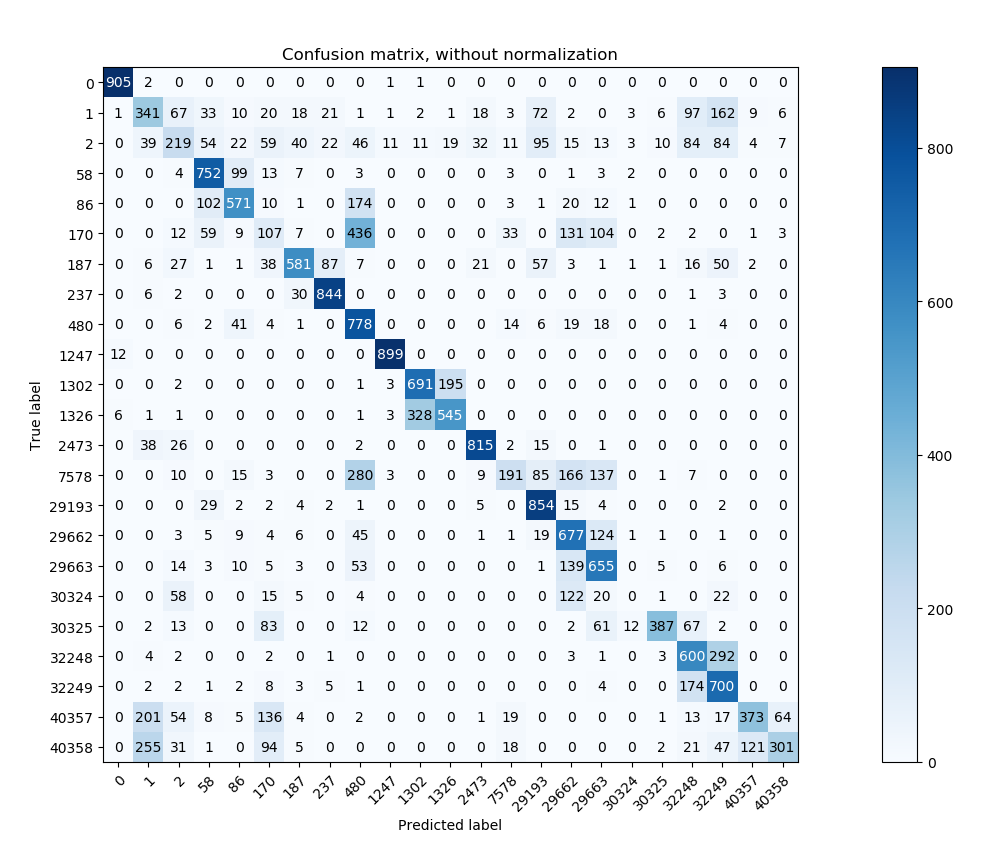 Confusion matrix, without normalization
0 905 2 0 0 0 0 0 0 0 1 1 0 0 0 0 0 0 0 0 0 0 0 0
1 1 341 67 33 10 20 18 21 1 1 2 1 18 3 72 2 0 3 6 97 162 9 6
2 0 39 219 54 22 59 40 22 46 11 11 19 32 11 95 15 13 3 10 84 84 4 7
58 0 0 4 752 99 13 7 0 3 0 0 0 0 3 0 1 3 2 0 0 0 0 0
86 0 0 0 102 571 10 1 0 174 0 0 0 0 3 1 20 12 1 0 0 0 0 0
170 0 0 12 59 9 107 7 0 436 0 0 0 0 33 0 131 104 0 2 2 0 1 3
187 0 6 27 1 1 38 581 87 7 0 0 0 21 0 57 3 1 1 1 16 50 2 0
237 0 6 2 0 0 0 30 844 0 0 0 0 0 0 0 0 0 0 0 1 3 0 0
480 0 0 6 2 41 4 1 0 778 0 0 0 0 14 6 19 18 0 0 1 4 0 0
1247 12 0 0 0 0 0 0 0 0 899 0 0 0 0 0 0 0 0 0 0 0 0 0
1302 0 0 2 0 0 0 0 0 1 3 691 195 0 0 0 0 0 0 0 0 0 0 0
1326 6 1 1 0 0 0 0 0 1 3 328 545 0 0 0 0 0 0 0 0 0 0 0
2473 0 38 26 0 0 0 0 0 2 0 0 0 815 2 15 0 1 0 0 0 0 0 0
7578 0 0 10 0 15 3 0 0 280 3 0 0 9 191 85 166 137 0 1 7 0 0 0
29193 0 0 0 29 2 2 4 2 1 0 0 0 5 0 854 15 4 0 0 0 2 0 0
29662 0 0 3 5 9 4 6 0 45 0 0 0 1 1 19 677 124 1 1 0 1 0 0
29663 0 0 14 3 10 5 3 0 53 0 0 0 0 0 1 139 655 0 5 0 6 0 0
30324 0 0 58 0 0 15 5 0 4 0 0 0 0 0 0 122 20 0 1 0 22 0 0
30325 0 2 13 0 0 83 0 0 12 0 0 0 0 0 0 2 61 12 387 67 2 0 0
32248 0 4 2 0 0 2 0 1 0 0 0 0 0 0 0 3 1 0 3 600 292 0 0
32249 0 2 2 1 2 8 3 5 1 0 0 0 0 0 0 0 4 0 0 174 700 0 0
40357 0 201 54 8 5 136 4 0 2 0 0 0 1 19 0 0 0 0 1 13 17 373 64
40358 0 255 31 1 0 94 5 0 0 0 0 0 0 18 0 0 0 0 2 21 47 121 301
0 1 2 58 86 170 187 237 480 1247 1302 1326 2473 7578 29193 29662 29663 30324 30325 32248 32249 40357 40358
Predicted label
True label
800
600
400
200
0